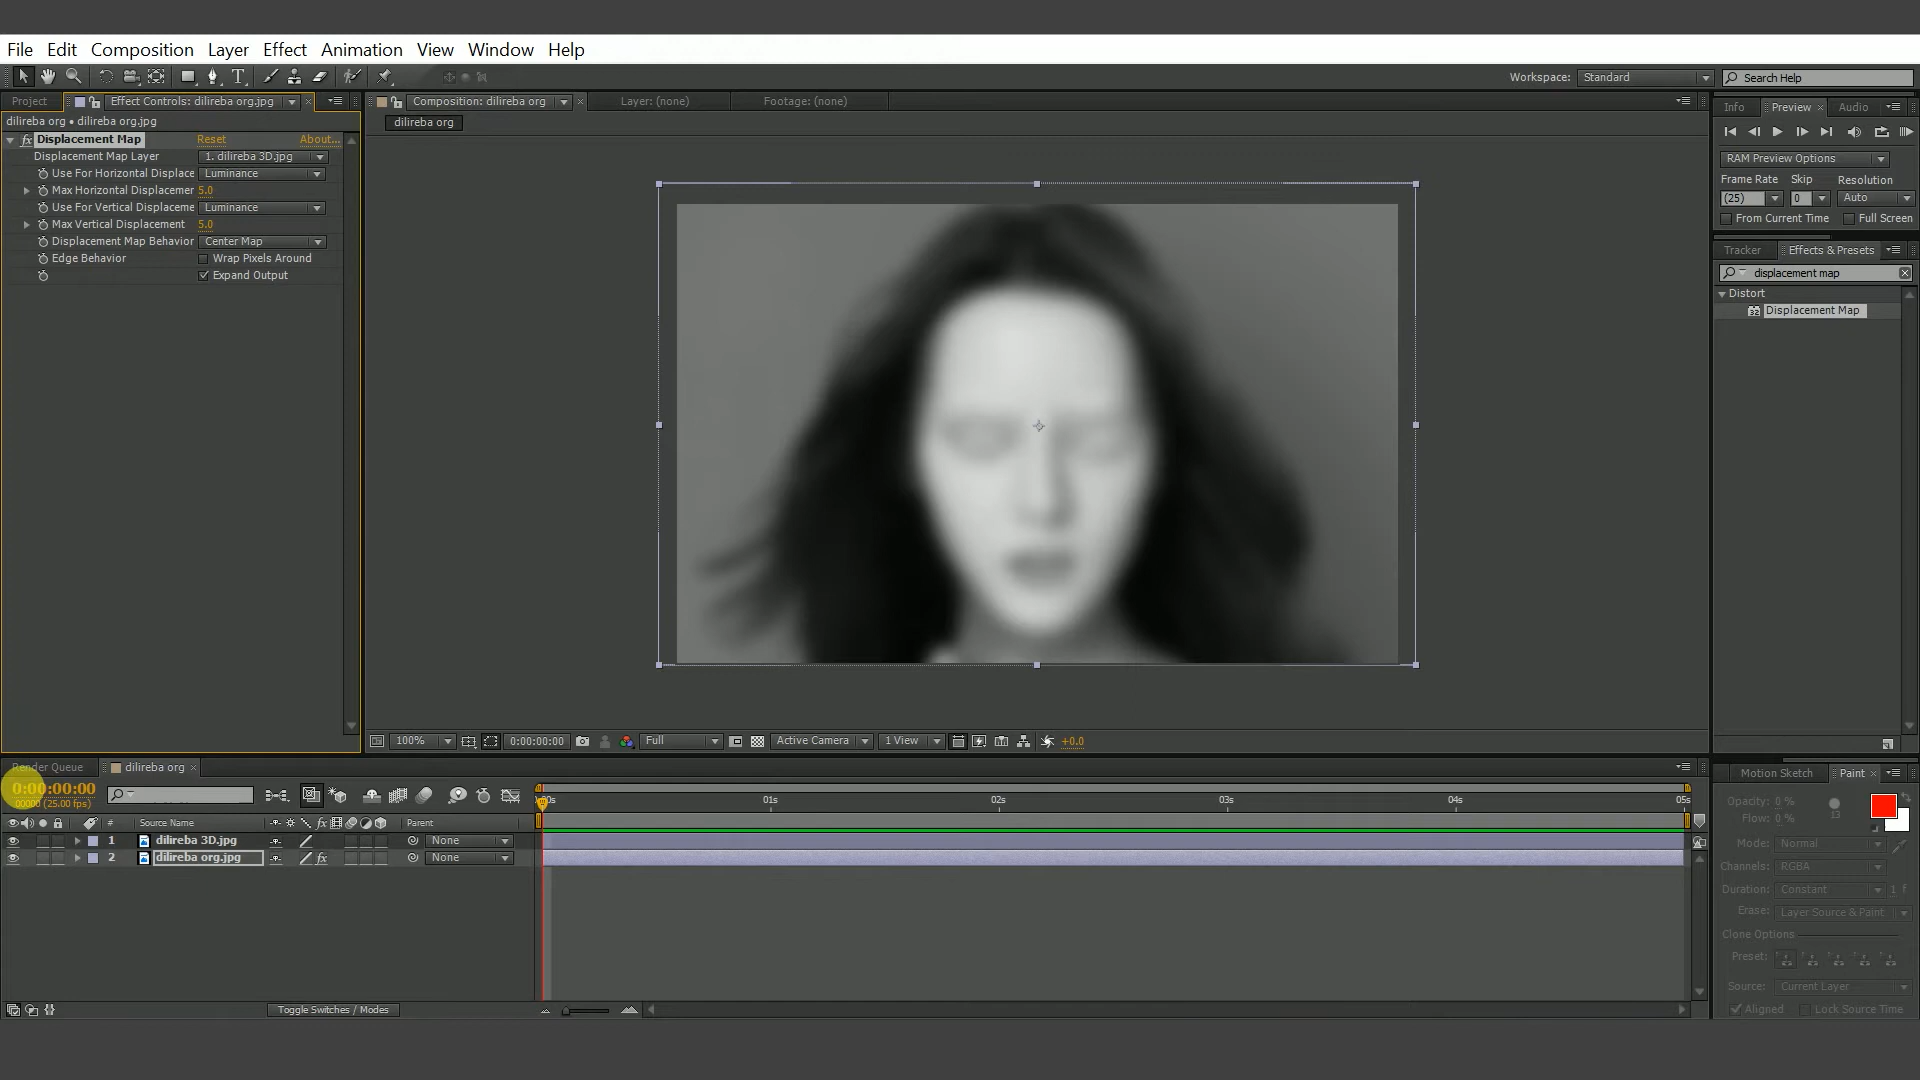 File Edit Composition Layer Effect Animation View Window Help
T
Workspace: Standard
Search Help
Project
Effect Controls: dilireba org.jpg
Composition: dilireba org
Layer: (none)
Footage: (none)
Info
Preview
Audio
dilireba org • dilireba org.jpg
dilireba org
fx Displacement Map Reset About...
Displacement Map Layer 1. dilireba 3D.jpg
Use For Horizontal Displace Luminance
Max Horizontal Displacemer 5.0
Use For Vertical Displaceme Luminance
Max Vertical Displacement 5.0
Displacement Map Behavior Center Map
Edge Behavior Wrap Pixels Around
Expand Output
RAM Preview Options
Frame Rate Skip Resolution
(25) 0 Auto
From Current Time Full Screen
Tracker
Effects & Presets
displacement map
Distort
32 Displacement Map
100%
0:00:00:00
Full
Active Camera
1 View
+0.0
Render Queue
dilireba org
0:00:00:00
00000 (25.00 fps)
# Source Name fx Parent
1 dilireba 3D.jpg None
2 dilireba org.jpg fx None
01s 02s 03s 04s 05s
Toggle Switches / Modes
Motion Sketch
Paint
Opacity: 0 %
Flow: 0 %
13
Mode: Normal
Channels: RGBA
Duration: Constant 1 f
Erase: Layer Source & Paint
Clone Options
Preset:
Source: Current Layer
Aligned Lock Source Time